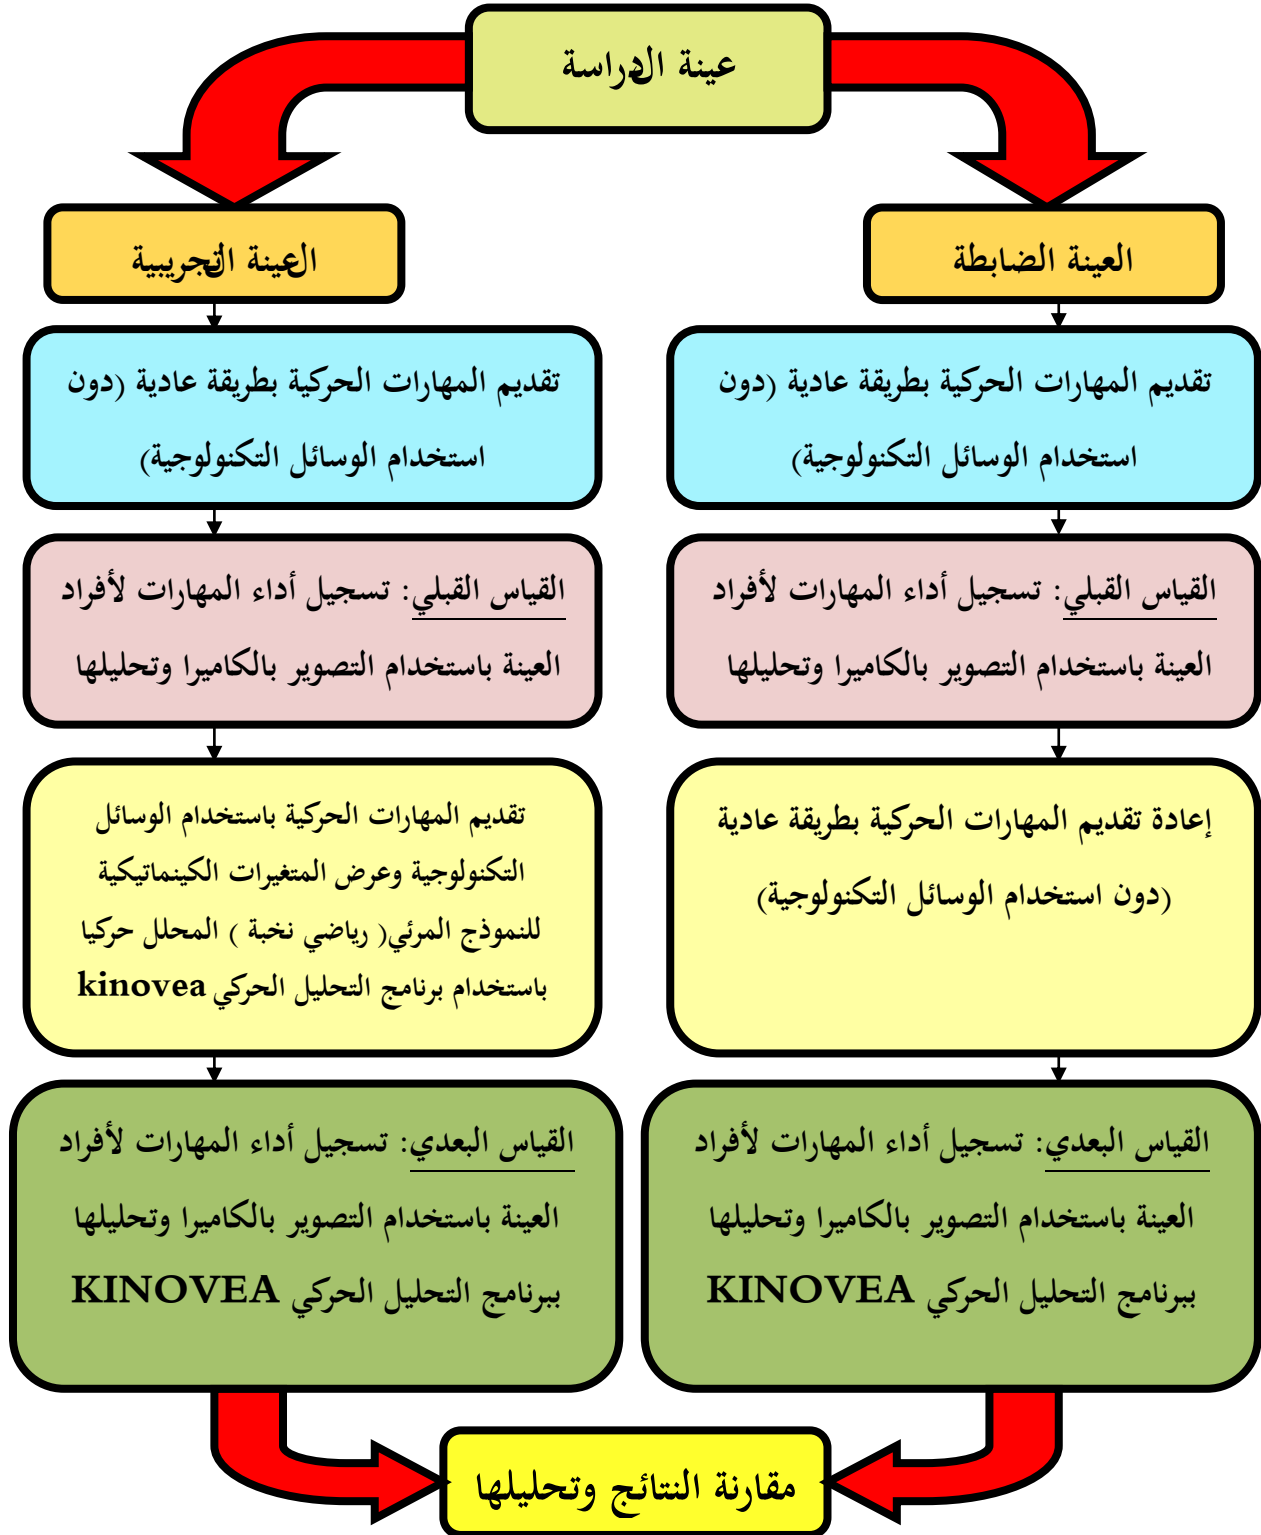 عينة الدراسة
العينة الضابطة
العينة التجريبية
تقديم المهارات الحركية بطريقة عادية (دون
استخدام الوسائل التكنولوجية)
تقديم المهارات الحركية بطريقة عادية (دون
استخدام الوسائل التكنولوجية)
القياس القبلي: تسجيل أداء المهارات لأفراد
العينة باستخدام التصوير بالكاميرا وتحليلها
القياس القبلي: تسجيل أداء المهارات لأفراد
العينة باستخدام التصوير بالكاميرا وتحليلها
إعادة تقديم المهارات الحركية بطريقة عادية
(دون استخدام الوسائل التكنولوجية)
تقديم المهارات الحركية باستخدام الوسائل
التكنولوجية وعرض المتغيرات الكينماتيكية
للنموذج المرئي( رياضي نخبة ) المحلل حركيا
باستخدام برنامج التحليل الحركي kinovea
القياس البعدي: تسجيل أداء المهارات لأفراد
العينة باستخدام التصوير بالكاميرا وتحليلها
ببرنامج التحليل الحركي KINOVEA
القياس البعدي: تسجيل أداء المهارات لأفراد
العينة باستخدام التصوير بالكاميرا وتحليلها
ببرنامج التحليل الحركي KINOVEA
مقارنة النتائج وتحليلها